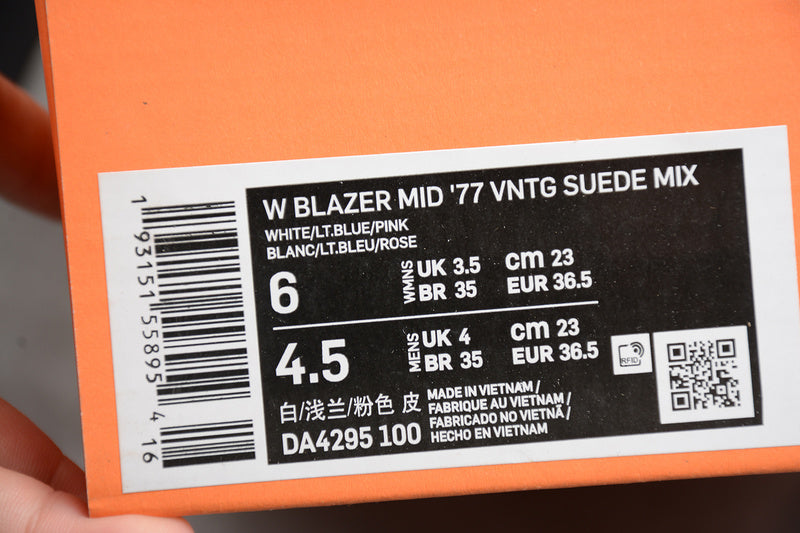 W BLAZER MID '77 VNTG SUEDE MIX
WHITE/LT.BLUE/PINK
BLANC/LT.BLEU/ROSE
6 WMNS UK 3.5 cm 23
BR 35 EUR 36.5
4.5 MENS UK 4 cm 23
BR 35 EUR 36.5
RFID
白/浅兰/粉色 皮
DA4295 100
MADE IN VIETNAM /
FABRIQUE AU VIETNAM /
FABRICADO NO VIETNÃ /
HECHO EN VIETNAM
1 93151 55895 4 16